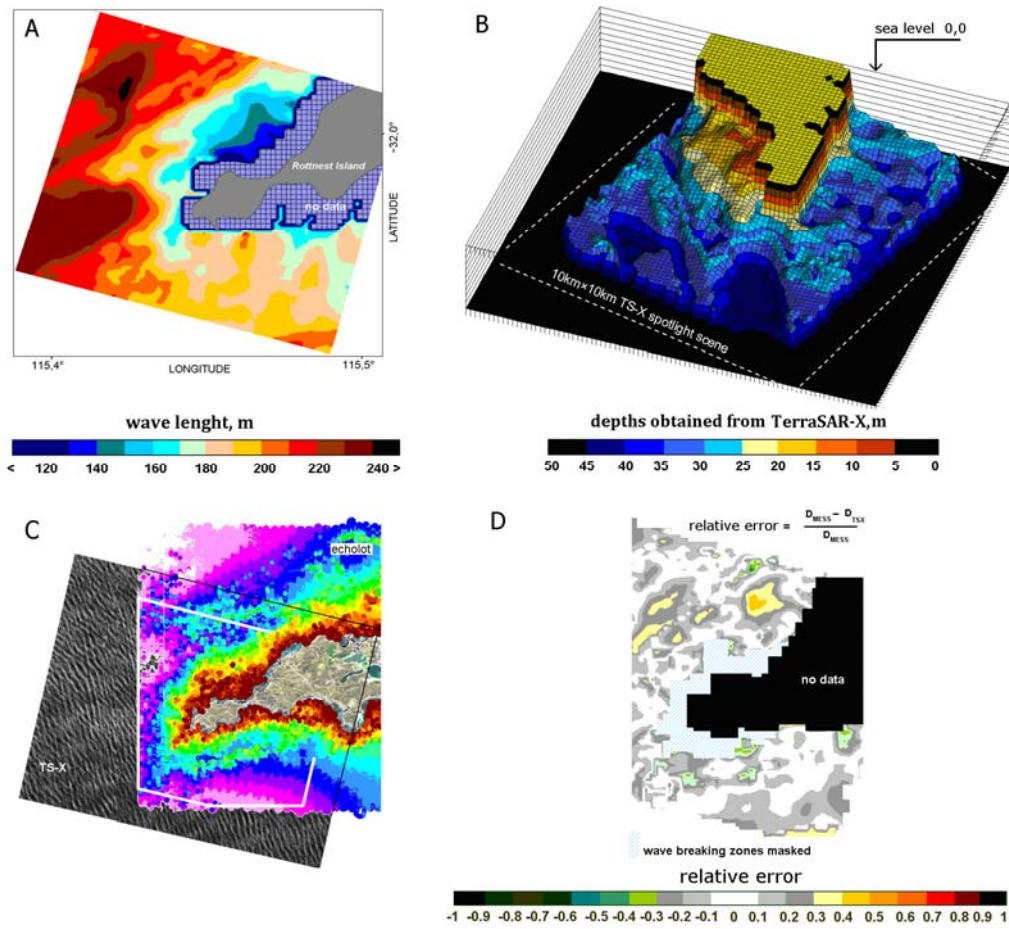 A
Rottnest Island
no data
-32,0°
LATITUDE
115,4°
115,5°
LONGITUDE
wave lenght, m
< 120 140 160 180 200 220 240 >
B
sea level 0,0
10km×10km TS-X spotlight scene
depths obtained from TerraSAR-X,m
50 45 40 35 30 25 20 15 10 5 0
C
echolot
TS-X
D
relative error = D_MESS – D_TSX
D_MESS
no data
wave breaking zones masked
relative error
-1 -0.9 -0.8 -0.7 -0.6 -0.5 -0.4 -0.3 -0.2 -0.1 0 0.1 0.2 0.3 0.4 0.5 0.6 0.7 0.8 0.9 1